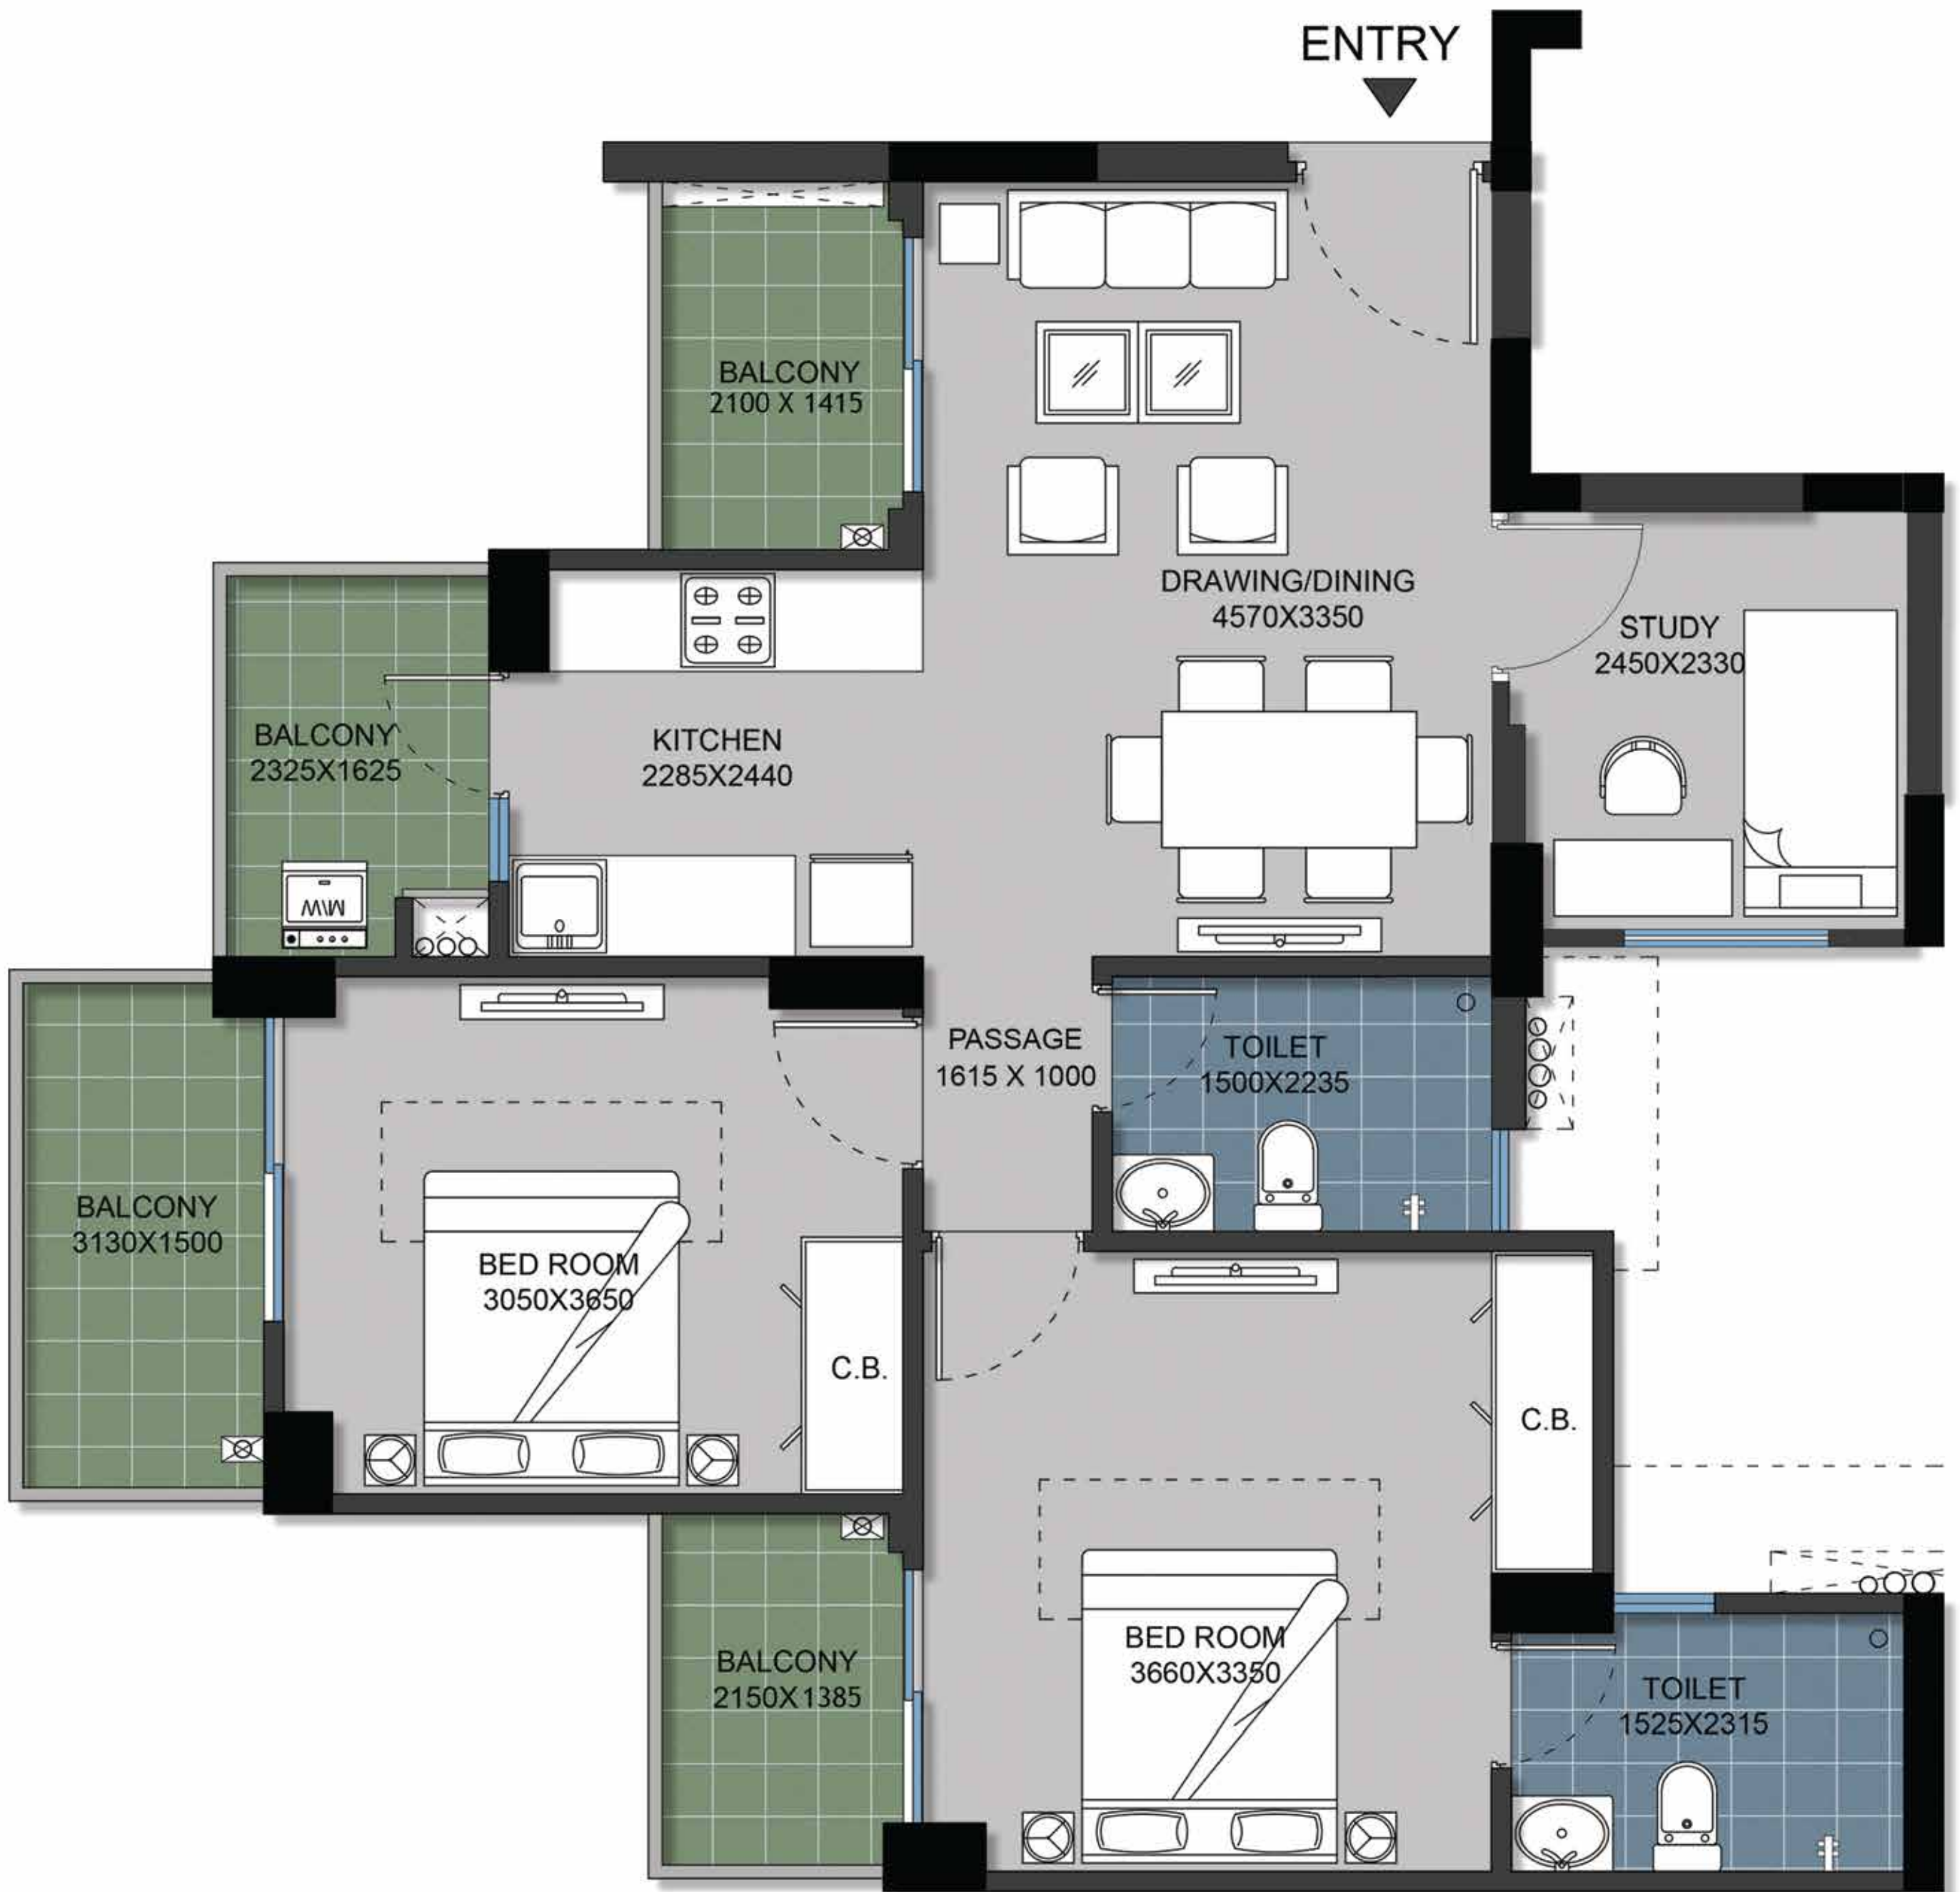 ENTRY
BALCONY
2100 X 1415
DRAWING/DINING
4570X3350
STUDY
2450X2330
BALCONY
2325X1625
KITCHEN
2285X2440
M/W
PASSAGE
1615 X 1000
TOILET
1500X2235
BALCONY
3130X1500
BED ROOM
3050X3650
C.B.
C.B.
BED ROOM
3660X3350
BALCONY
2150X1385
TOILET
1525X2315